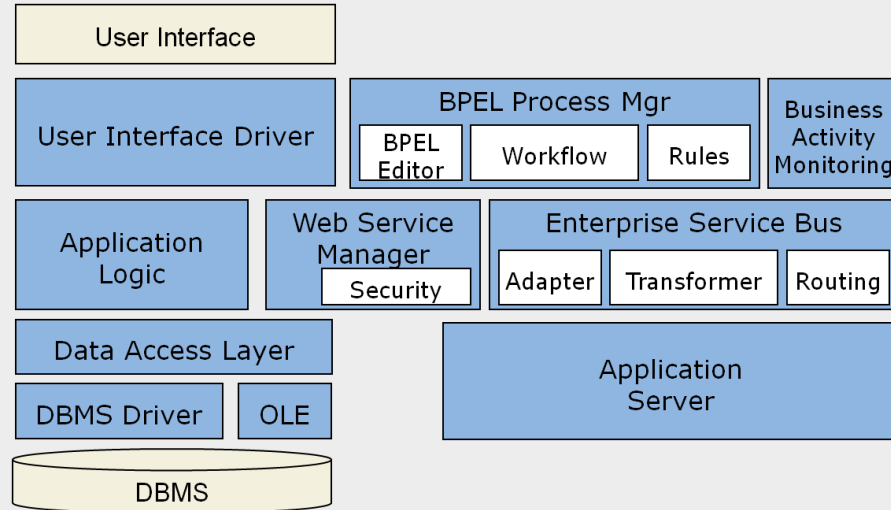 User Interface
User Interface Driver
BPEL Process Mgr
BPEL
Editor
Workflow
Rules
Business
Activity
Monitoring
Application
Logic
Web Service
Manager
Security
Enterprise Service Bus
Adapter
Transformer
Routing
Data Access Layer
DBMS Driver
OLE
Application
Server
DBMS